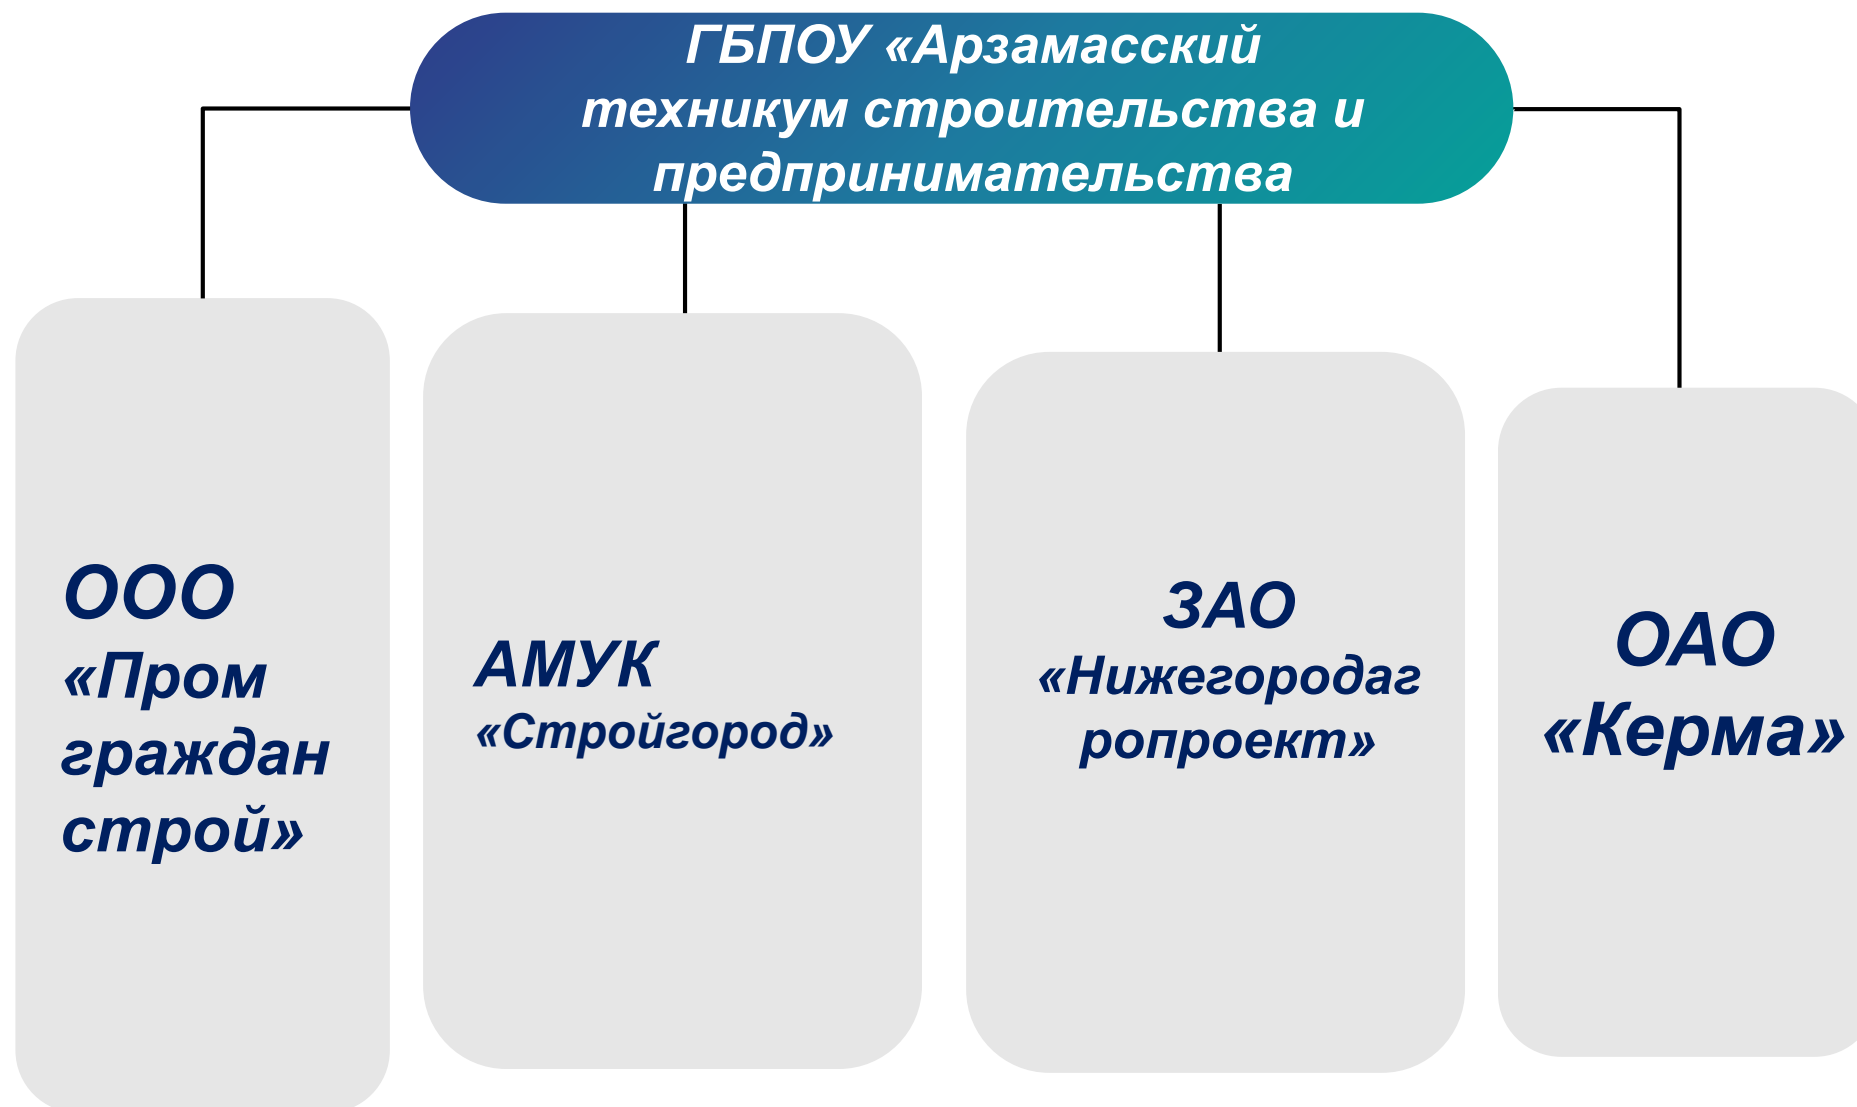 ГБПОУ «Арзамасский
техникум строительства и
предпринимательства
ООО
«Пром
граждан
строй»
АМУК
«Стройгород»
ЗАО
«Нижегородаг
ропроект»
ОАО
«Керма»